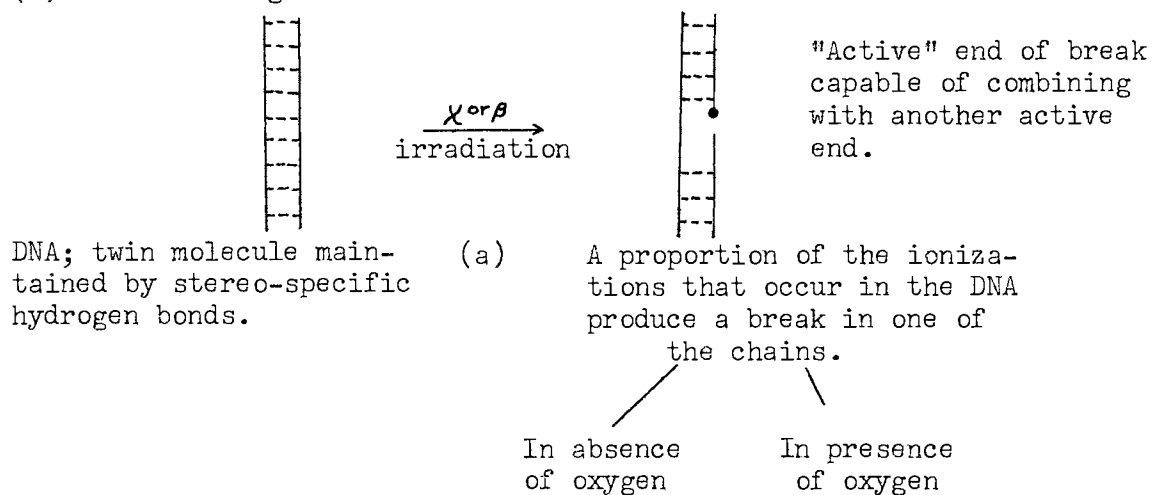 "Active" end of break
capable of combining
with another active
end.
χ or β
irradiation
DNA; twin molecule main-
tained by stereo-specific
hydrogen bonds.
(a)
A proportion of the ioniza-
tions that occur in the DNA
produce a break in one of
the chains.
In absence
of oxygen
In presence
of oxygen